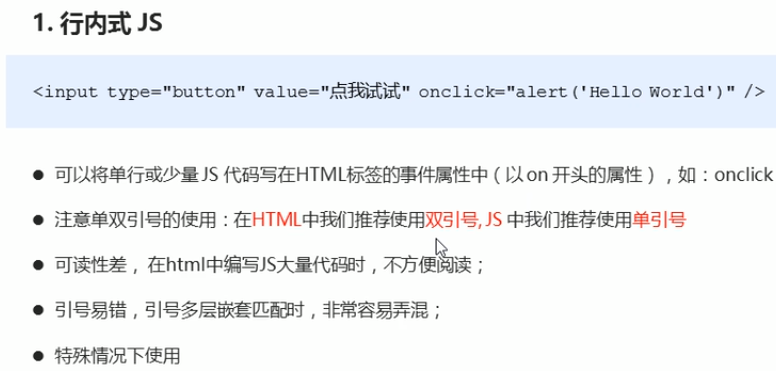 1. 行内式 JS
<input type="button" value="点我试试" onclick="alert('Hello World')" />
● 可以将单行或少量 JS 代码写在HTML标签的事件属性中（以 on 开头的属性），如：onclick
● 注意单双引号的使用：在HTML中我们推荐使用双引号, JS 中我们推荐使用单引号
● 可读性差， 在html中编写JS大量代码时，不方便阅读；
● 引号易错，引号多层嵌套匹配时，非常容易弄混；
● 特殊情况下使用